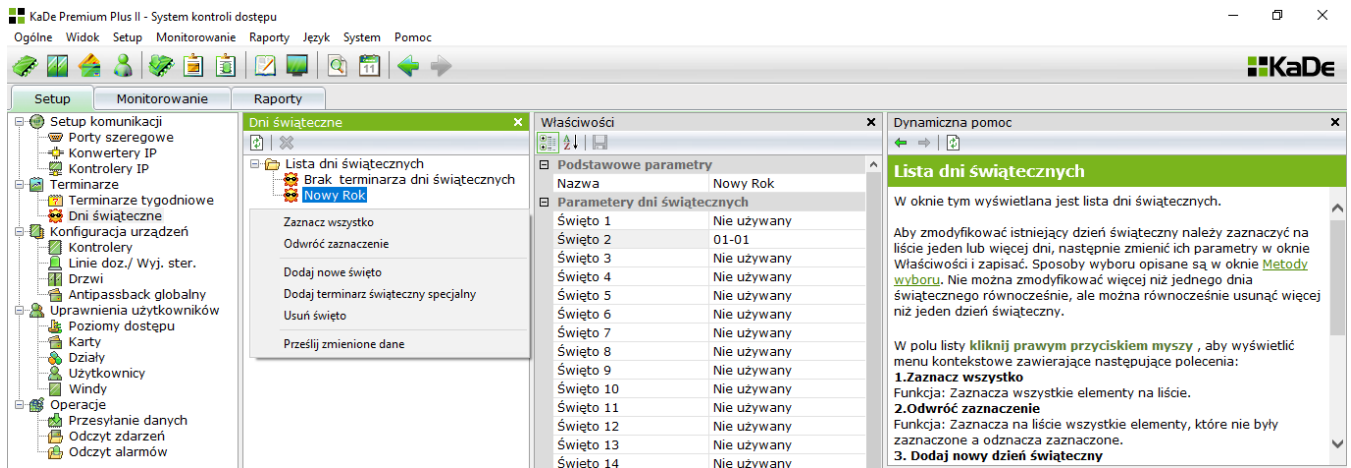 KaDe Premium Plus II - System kontroli dostępu
Ogólne Widok Setup Monitorowanie Raporty Język System Pomoc
11
KaDe
Setup Monitorowanie Raporty
Setup komunikacji
Porty szeregowe
Konwertery IP
Kontrolery IP
Terminarze
Terminarze tygodniowe
Dni świąteczne
Konfiguracja urządzeń
Kontrolery
Linie doz./ Wyj. ster.
Drzwi
Antipassback globalny
Uprawnienia użytkowników
Poziomy dostępu
Karty
Działy
Użytkownicy
Windy
Operacje
Przesyłanie danych
Odczyt zdarzeń
Odczyt alarmów
Dni świąteczne
Lista dni świątecznych
Brak terminarza dni świątecznych
Nowy Rok
Zaznacz wszystko
Odwróć zaznaczenie
Dodaj nowe święto
Dodaj terminarz świąteczny specjalny
Usuń święto
Prześlij zmienione dane
Właściwości
Podstawowe parametry
Nazwa Nowy Rok
Parametery dni świątecznych
Święto 1 Nie używany
Święto 2 01-01
Święto 3 Nie używany
Święto 4 Nie używany
Święto 5 Nie używany
Święto 6 Nie używany
Święto 7 Nie używany
Święto 8 Nie używany
Święto 9 Nie używany
Święto 10 Nie używany
Święto 11 Nie używany
Święto 12 Nie używany
Święto 13 Nie używany
Święto 14 Nie używany
Dynamiczna pomoc
Lista dni świątecznych
W oknie tym wyświetlana jest lista dni świątecznych.
Aby zmodyfikować istniejący dzień świąteczny należy zaznaczyć na
liście jeden lub więcej dni, następnie zmienić ich parametry w oknie
Właściwości i zapisać. Sposoby wyboru opisane są w oknie Metody
wyboru. Nie można zmodyfikować więcej niż jednego dnia
świątecznego równocześnie, ale można równocześnie usunąć więcej
niż jeden dzień świąteczny.
W polu listy kliknij prawym przyciskiem myszy , aby wyświetlić
menu kontekstowe zawierające następujące polecenia:
1.Zaznacz wszystko
Funkcja: Zaznacza wszystkie elementy na liście.
2.Odwróć zaznaczenie
Funkcja: Zaznacza na liście wszystkie elementy, które nie były
zaznaczone a odznacza zaznaczone.
3. Dodaj nowy dzień świąteczny